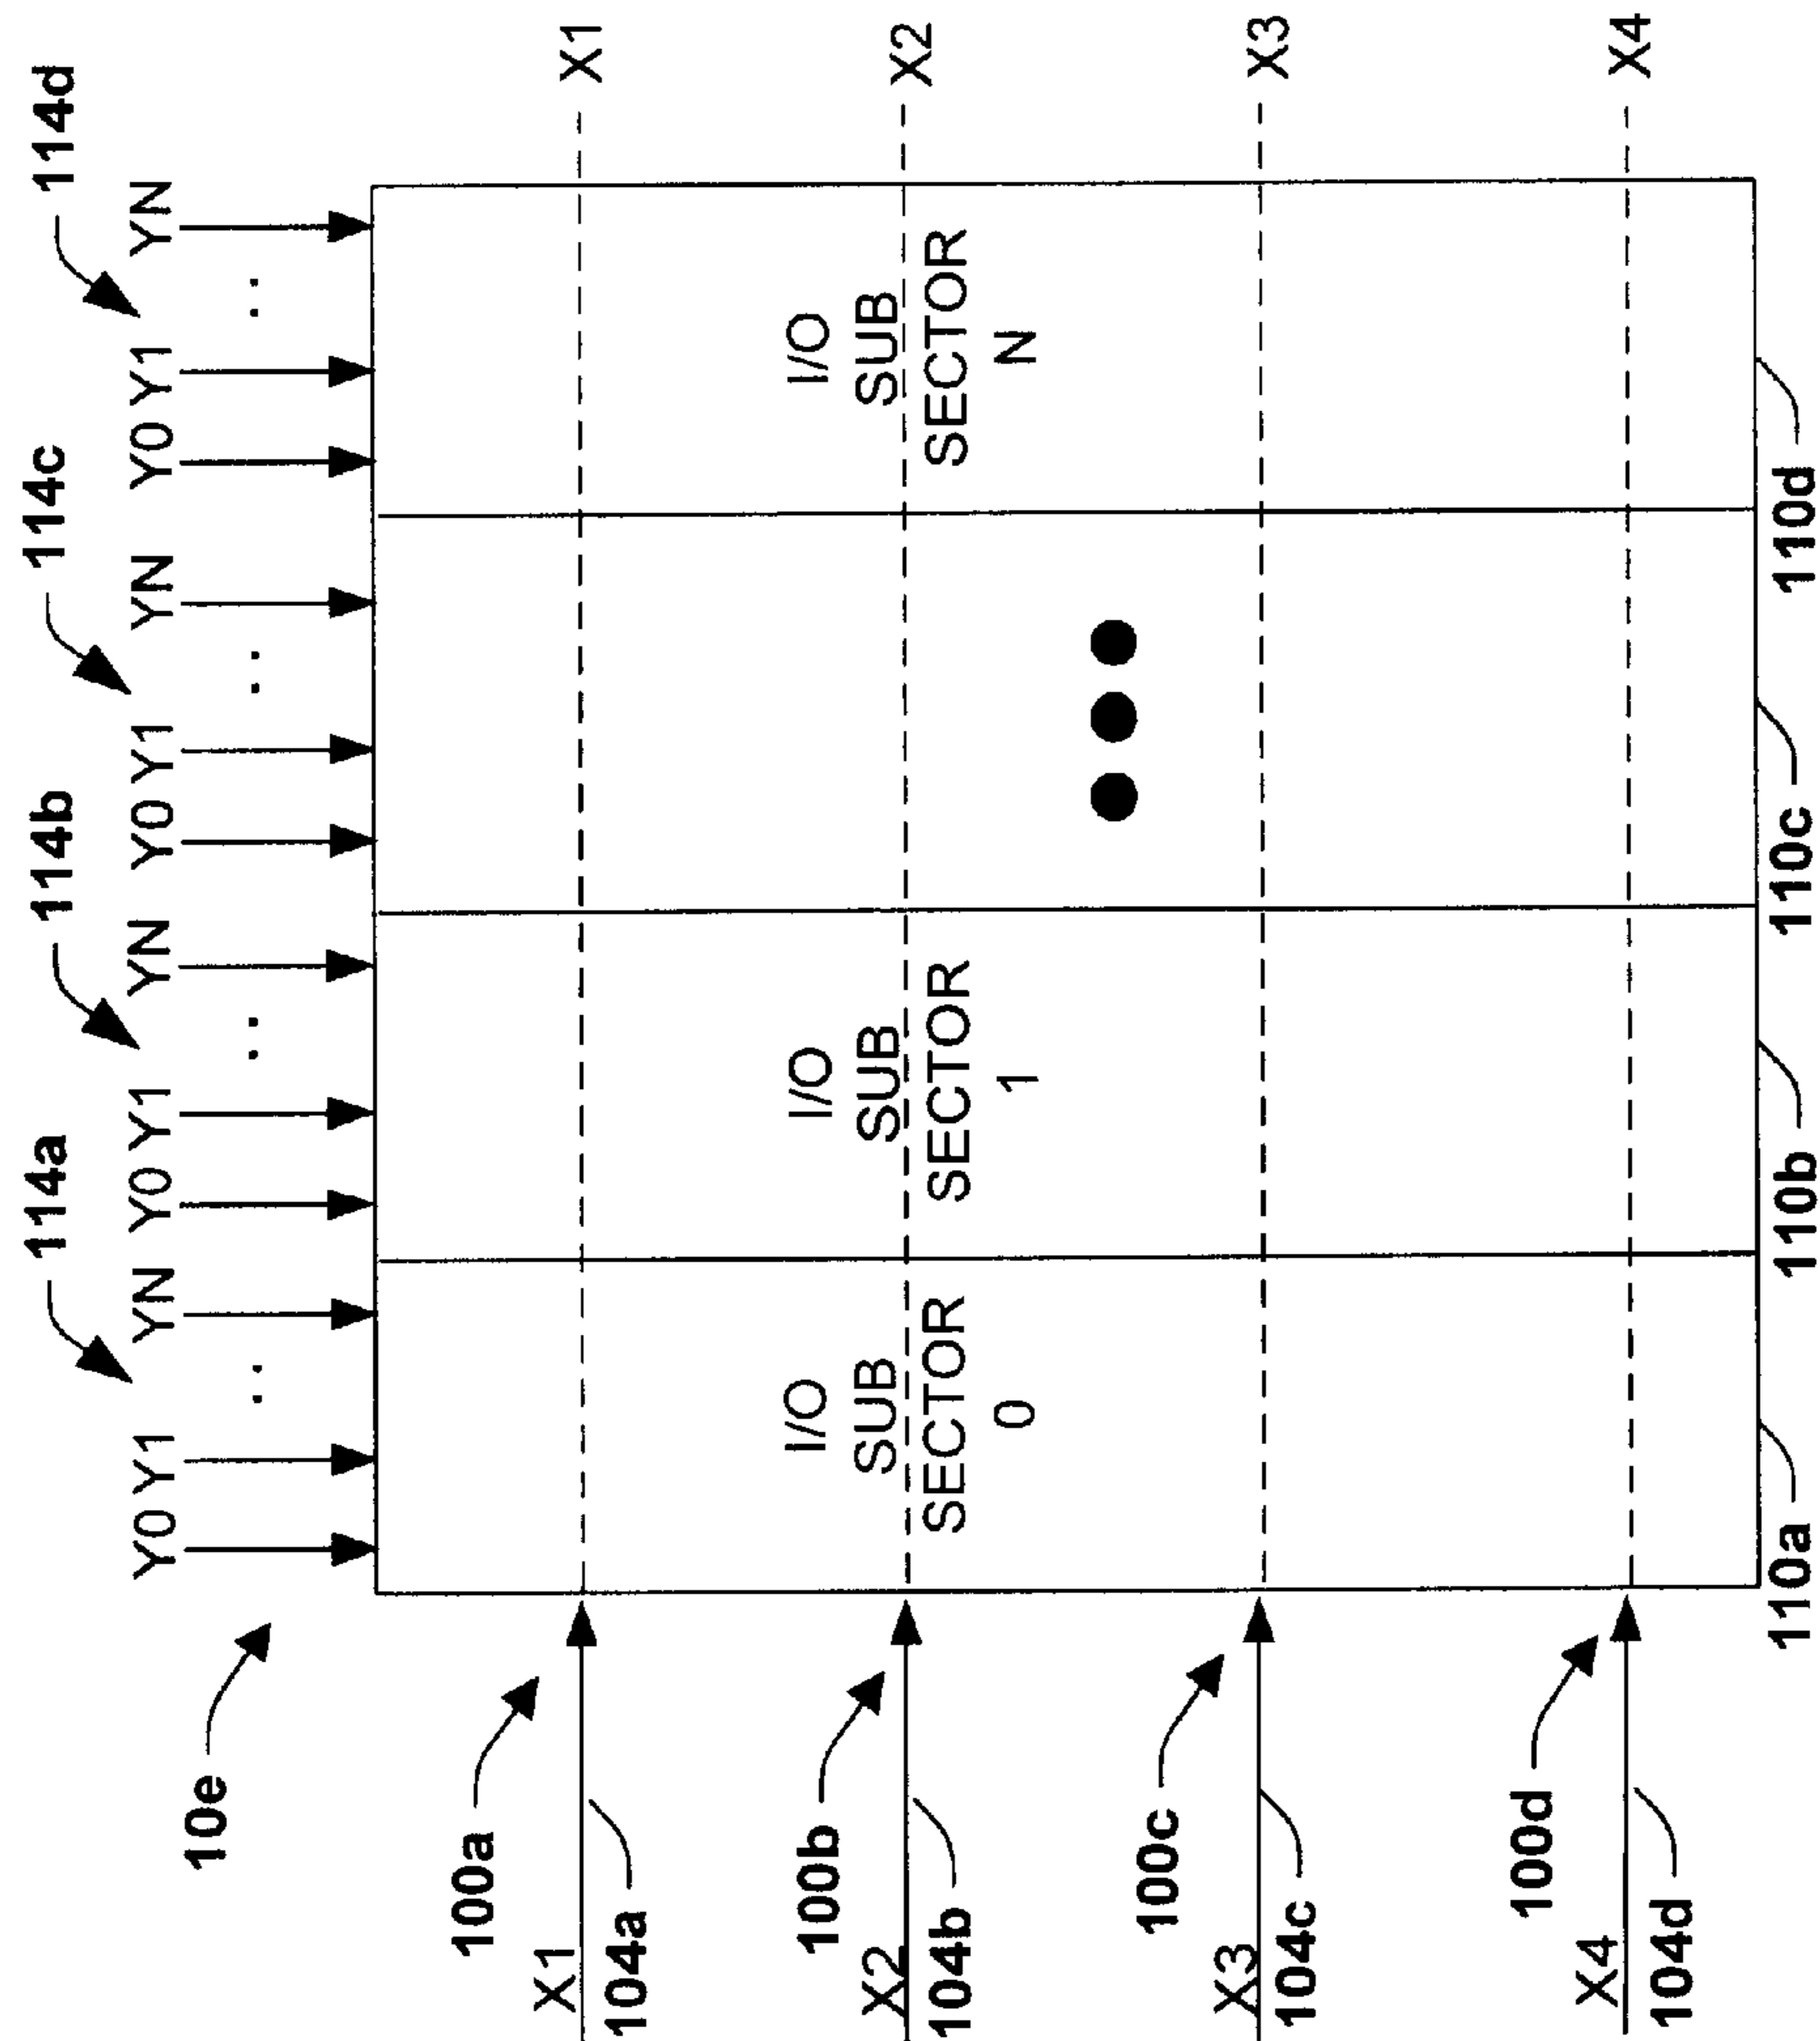 114a 114b 114c 114d
Y0 Y1 YN Y0 Y1 YN Y0 Y1 YN Y0 Y1 YN
10e
100a
X1 X1
104a
I/O SUB SECTOR 0
I/O SUB SECTOR 1
I/O SUB SECTOR N
100b
X2 X2
104b
100c
X3 X3
104c
100d
X4 X4
104d
110a 110b 110c 110d